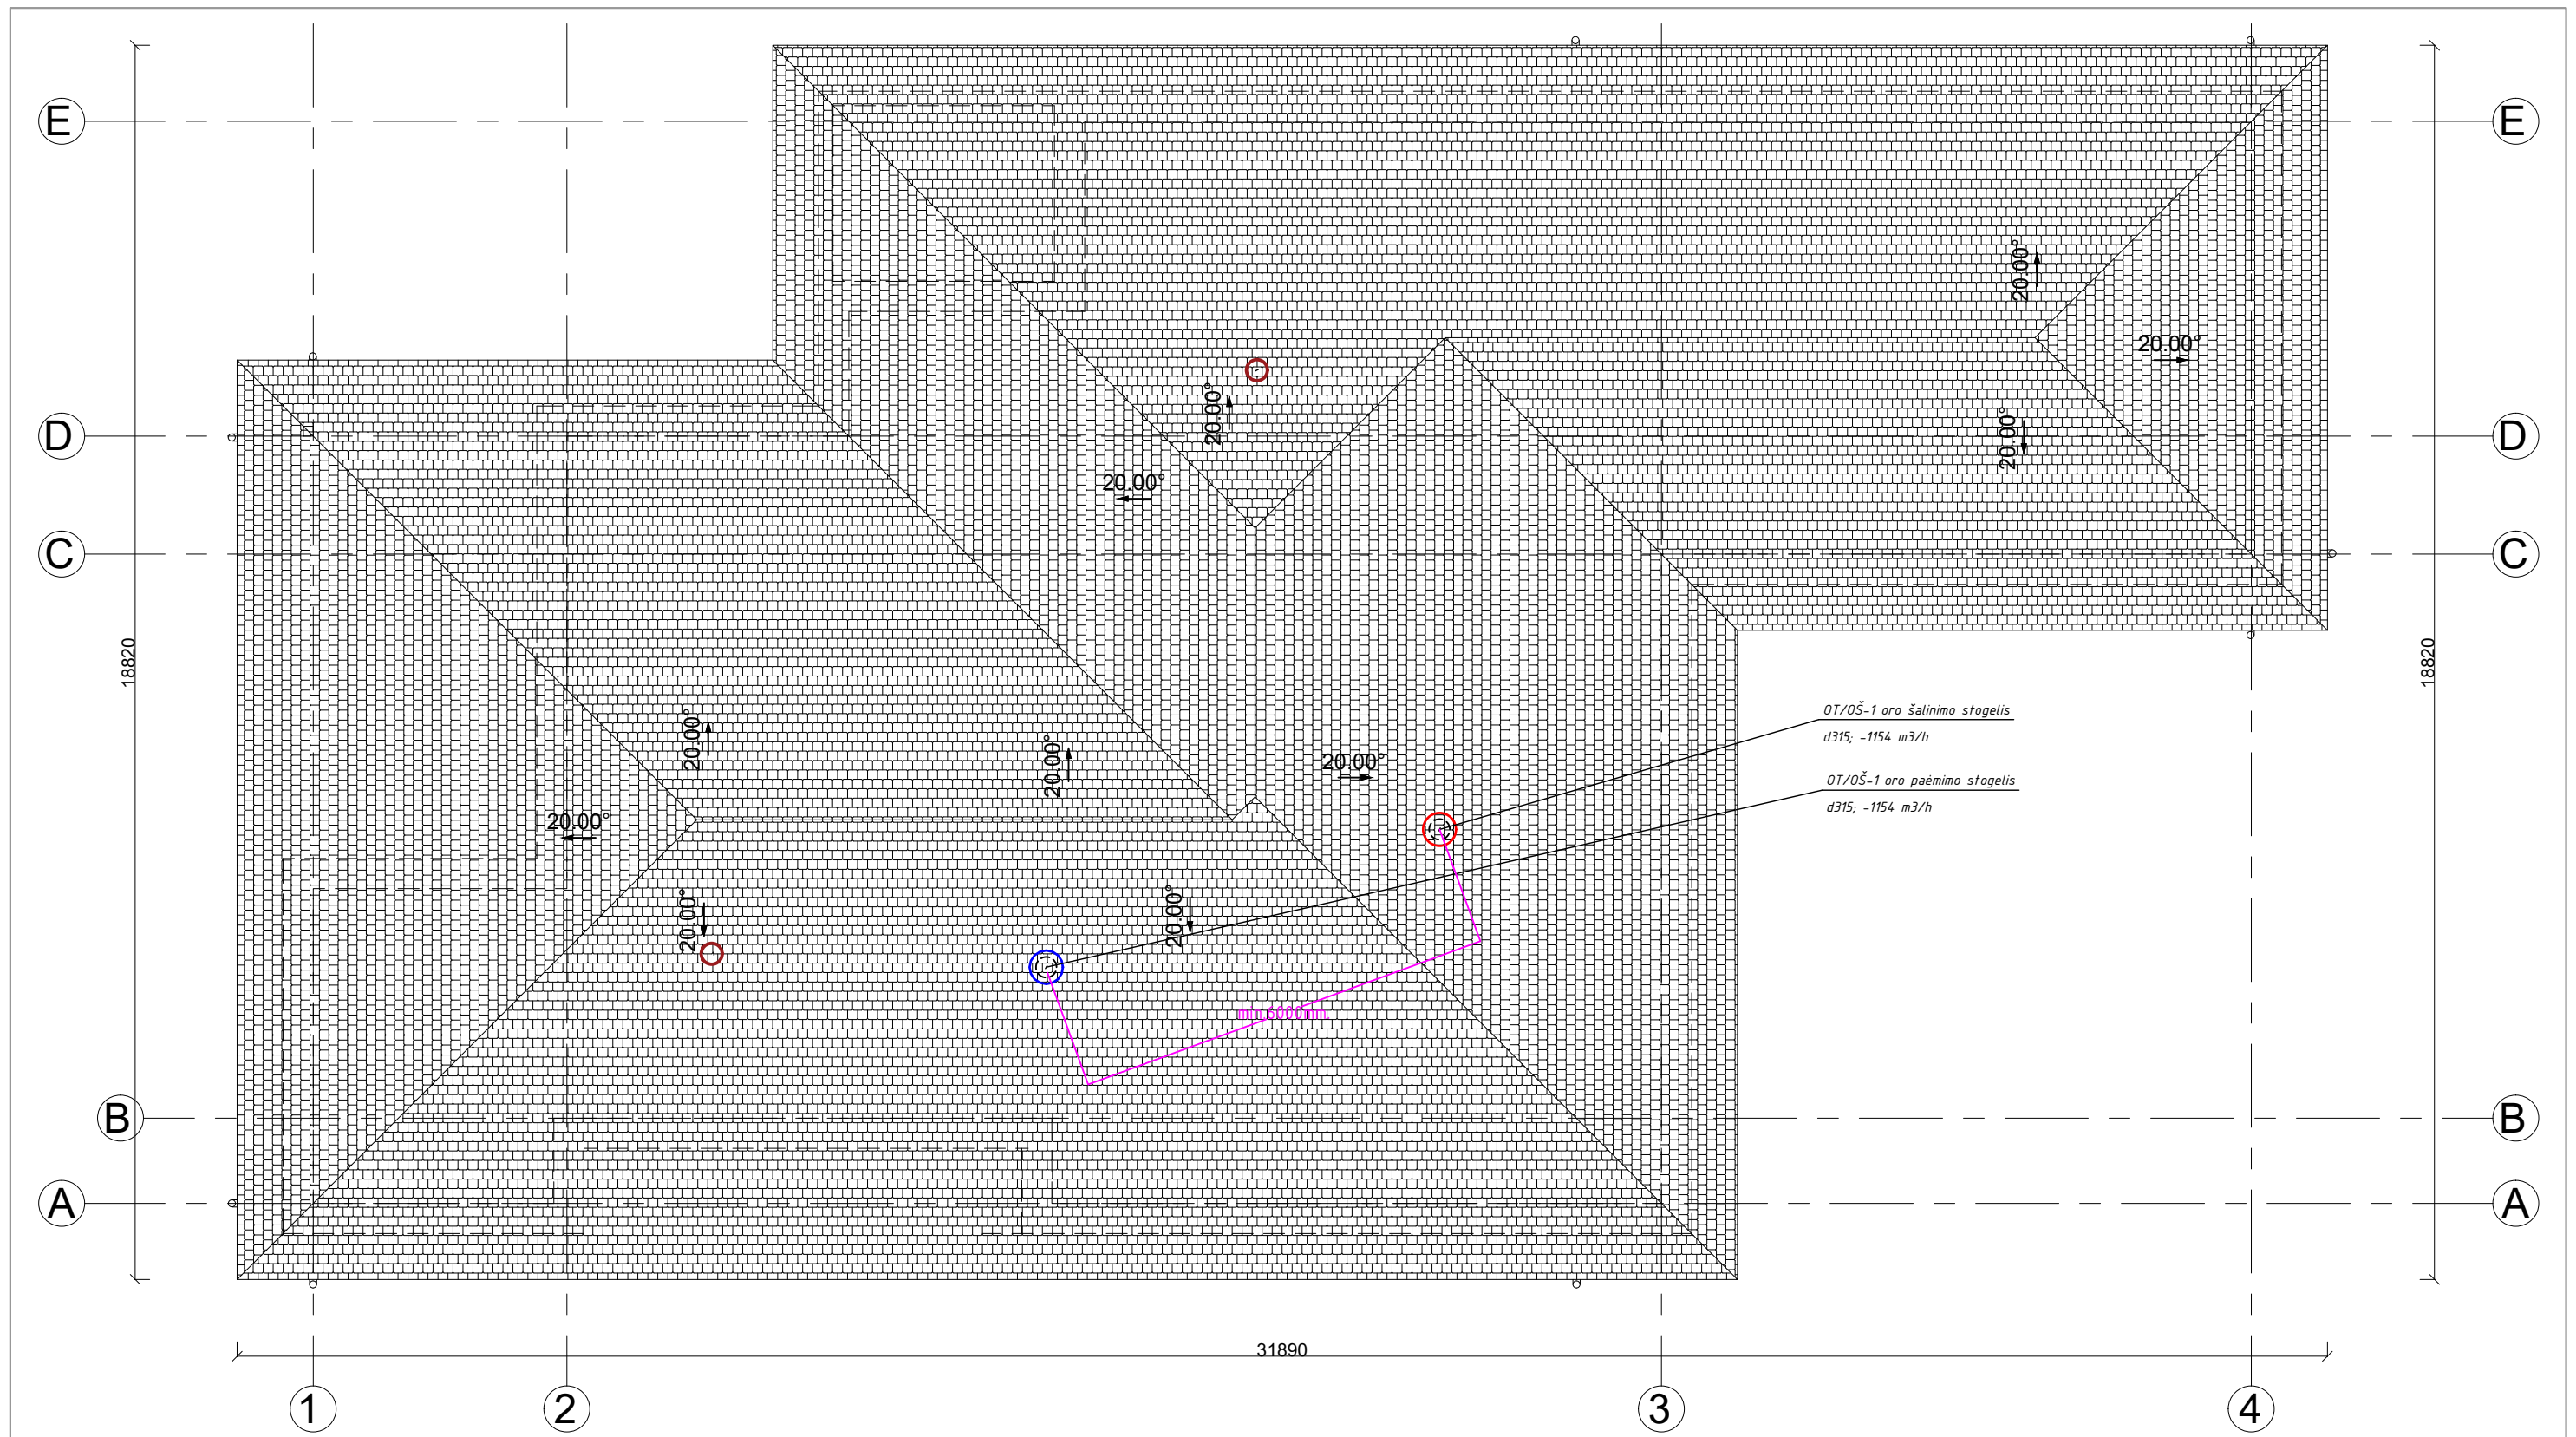 E
E
20.00°
20.00°
20.00°
20.00°
D
D
20.00°
C
C
18820
18820
OT/OŠ-1 oro šalinimo stogelis
d315; -1154 m3/h
20.00°
20.00°
20.00°
OT/OŠ-1 oro paėmimo stogelis
d315; -1154 m3/h
20.00°
20.00°
20.00°
min.6000mm.
B
B
A
A
31890
1
2
3
4